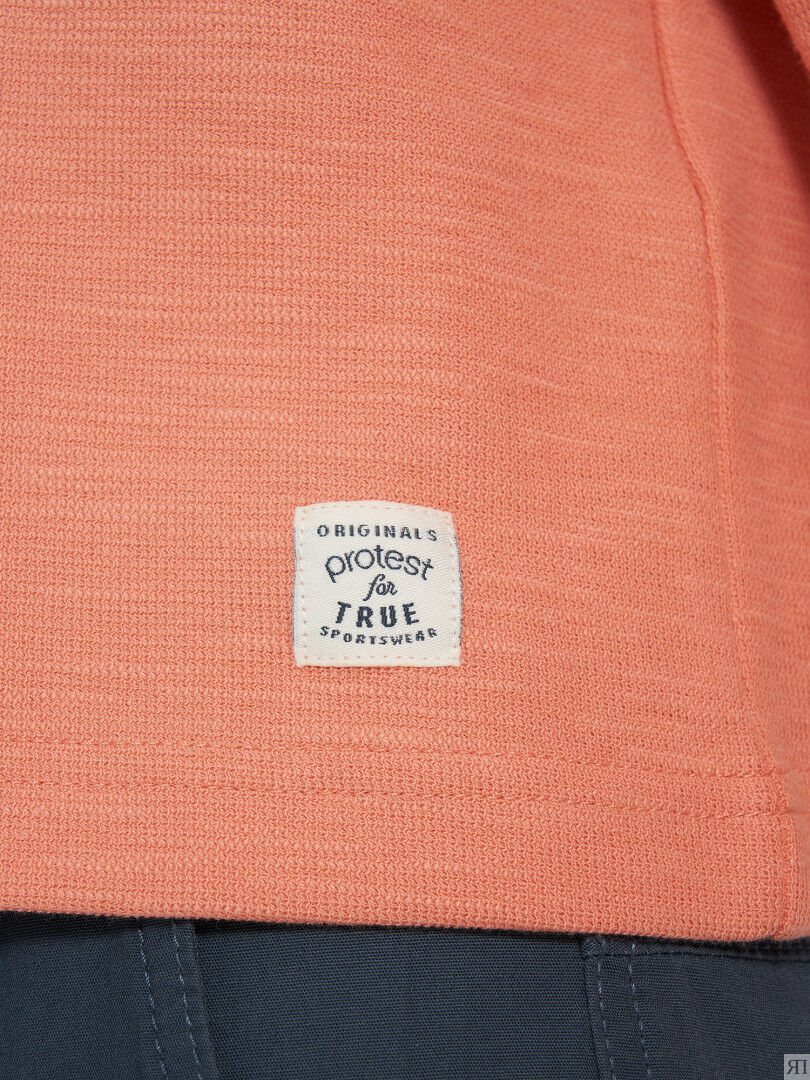 ORIGINALS
protest
for
TRUE
SPORTSWEAR